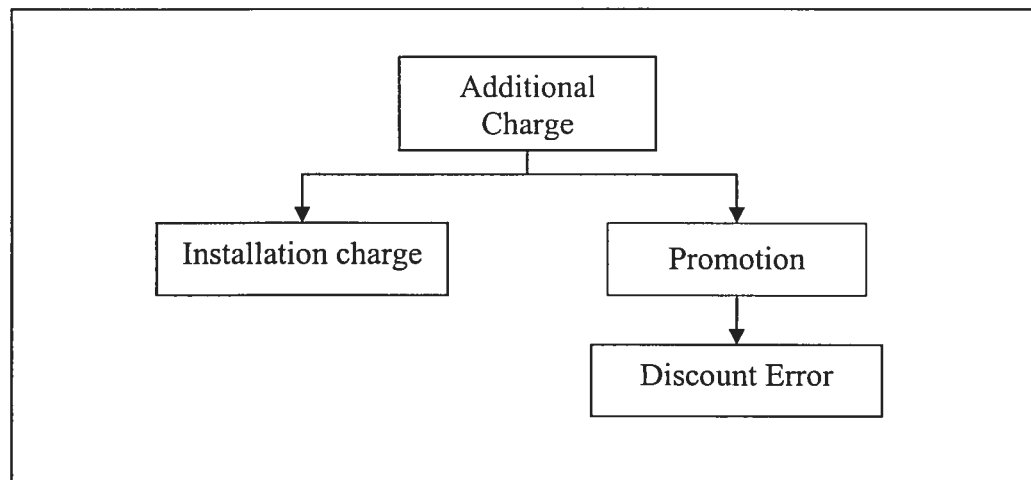 Additional
Charge
Installation charge
Promotion
Discount Error